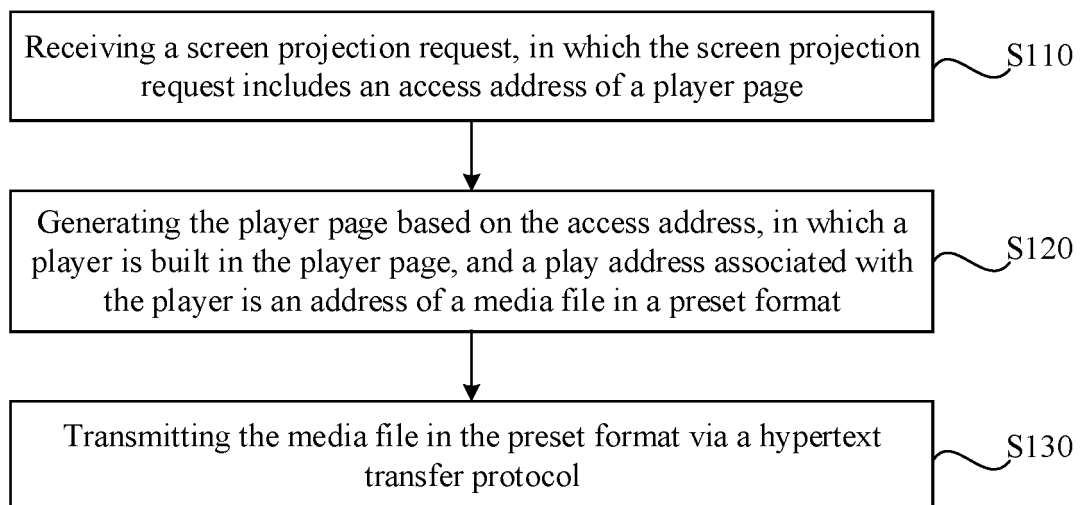 Receiving a screen projection request, in which the screen projection
request includes an access address of a player page
S110
Generating the player page based on the access address, in which a
player is built in the player page, and a play address associated with
the player is an address of a media file in a preset format
S120
Transmitting the media file in the preset format via a hypertext
transfer protocol
S130